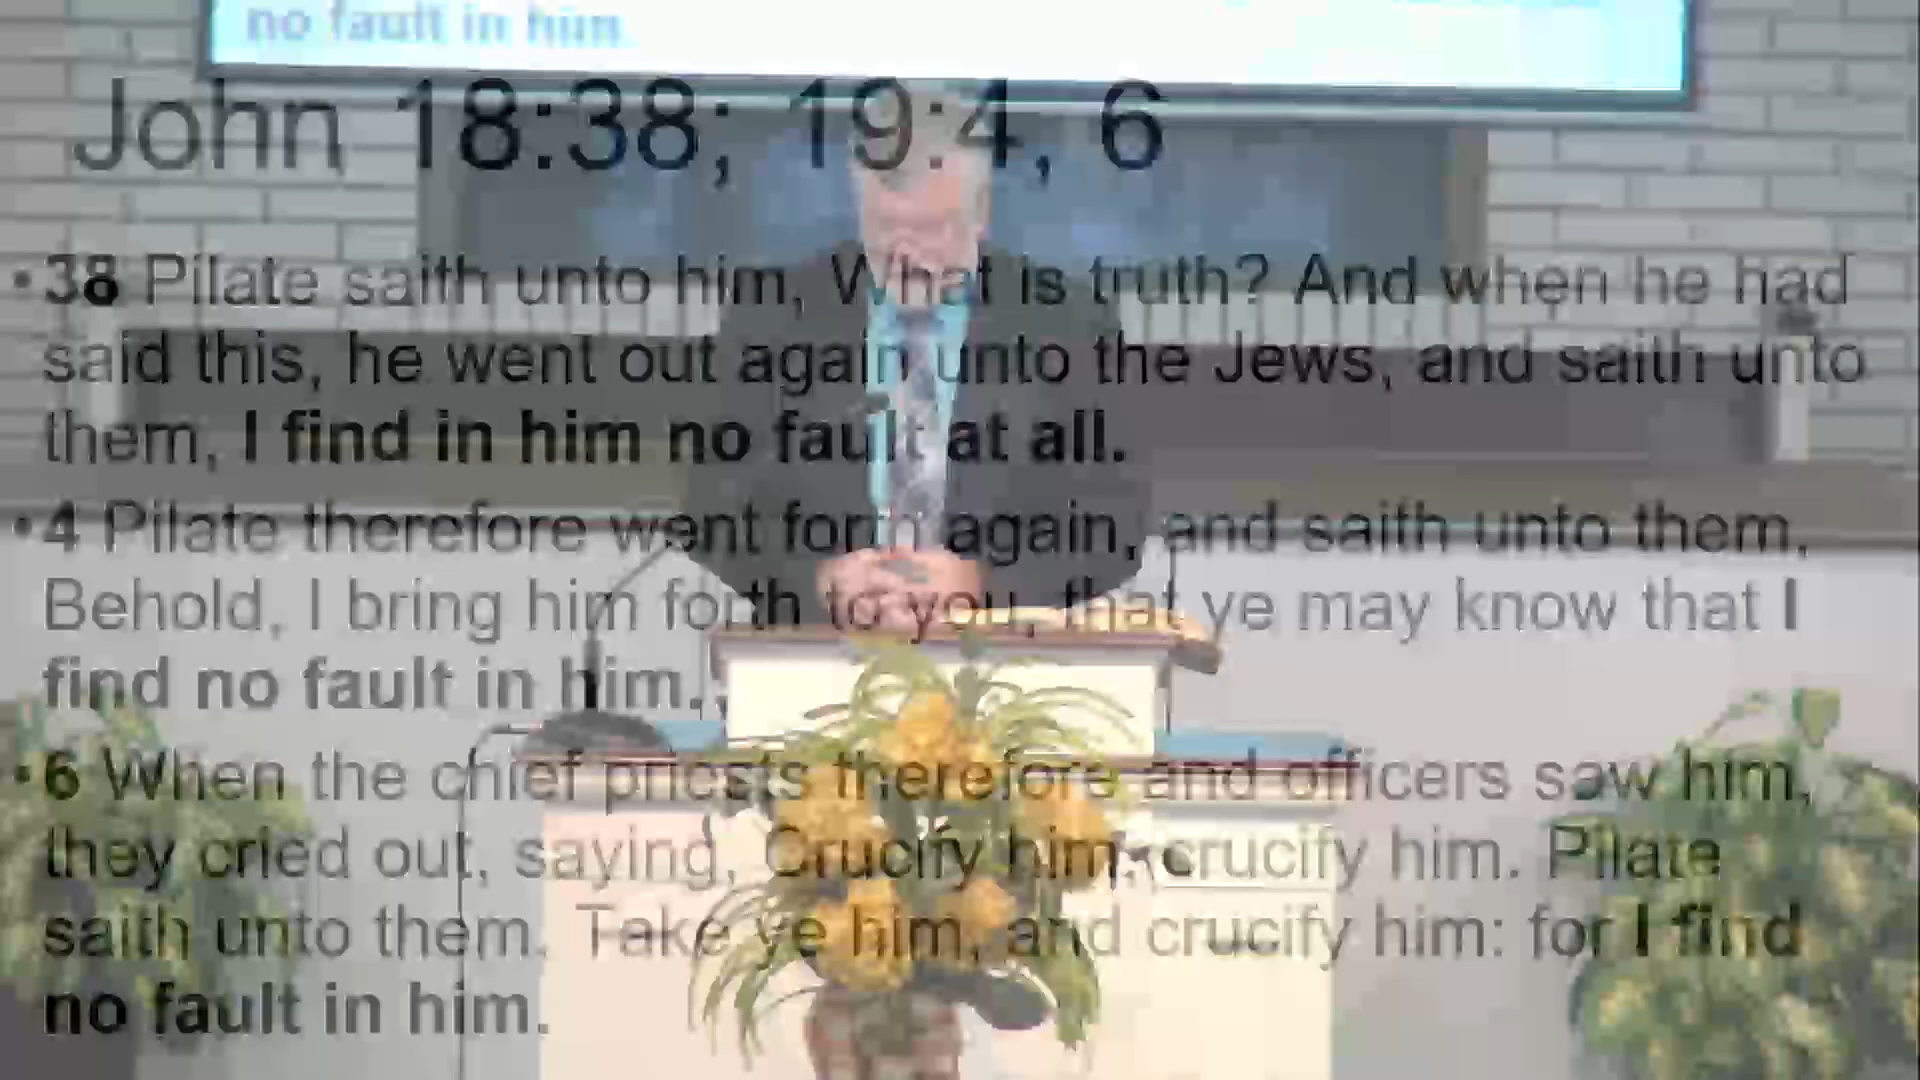 no fault in him.
John 18:38; 19:4, 6
•38 Pilate saith unto him, What is truth? And when he had
said this, he went out again unto the Jews, and saith unto
them, I find in him no fault at all.
•4 Pilate therefore went forth again, and saith unto them,
Behold, I bring him forth to you, that ye may know that I
find no fault in him.
•6 When the chief priests therefore and officers saw him,
they cried out, saying, Crucify him, crucify him. Pilate
saith unto them. Take ye him, and crucify him: for I find
no fault in him.